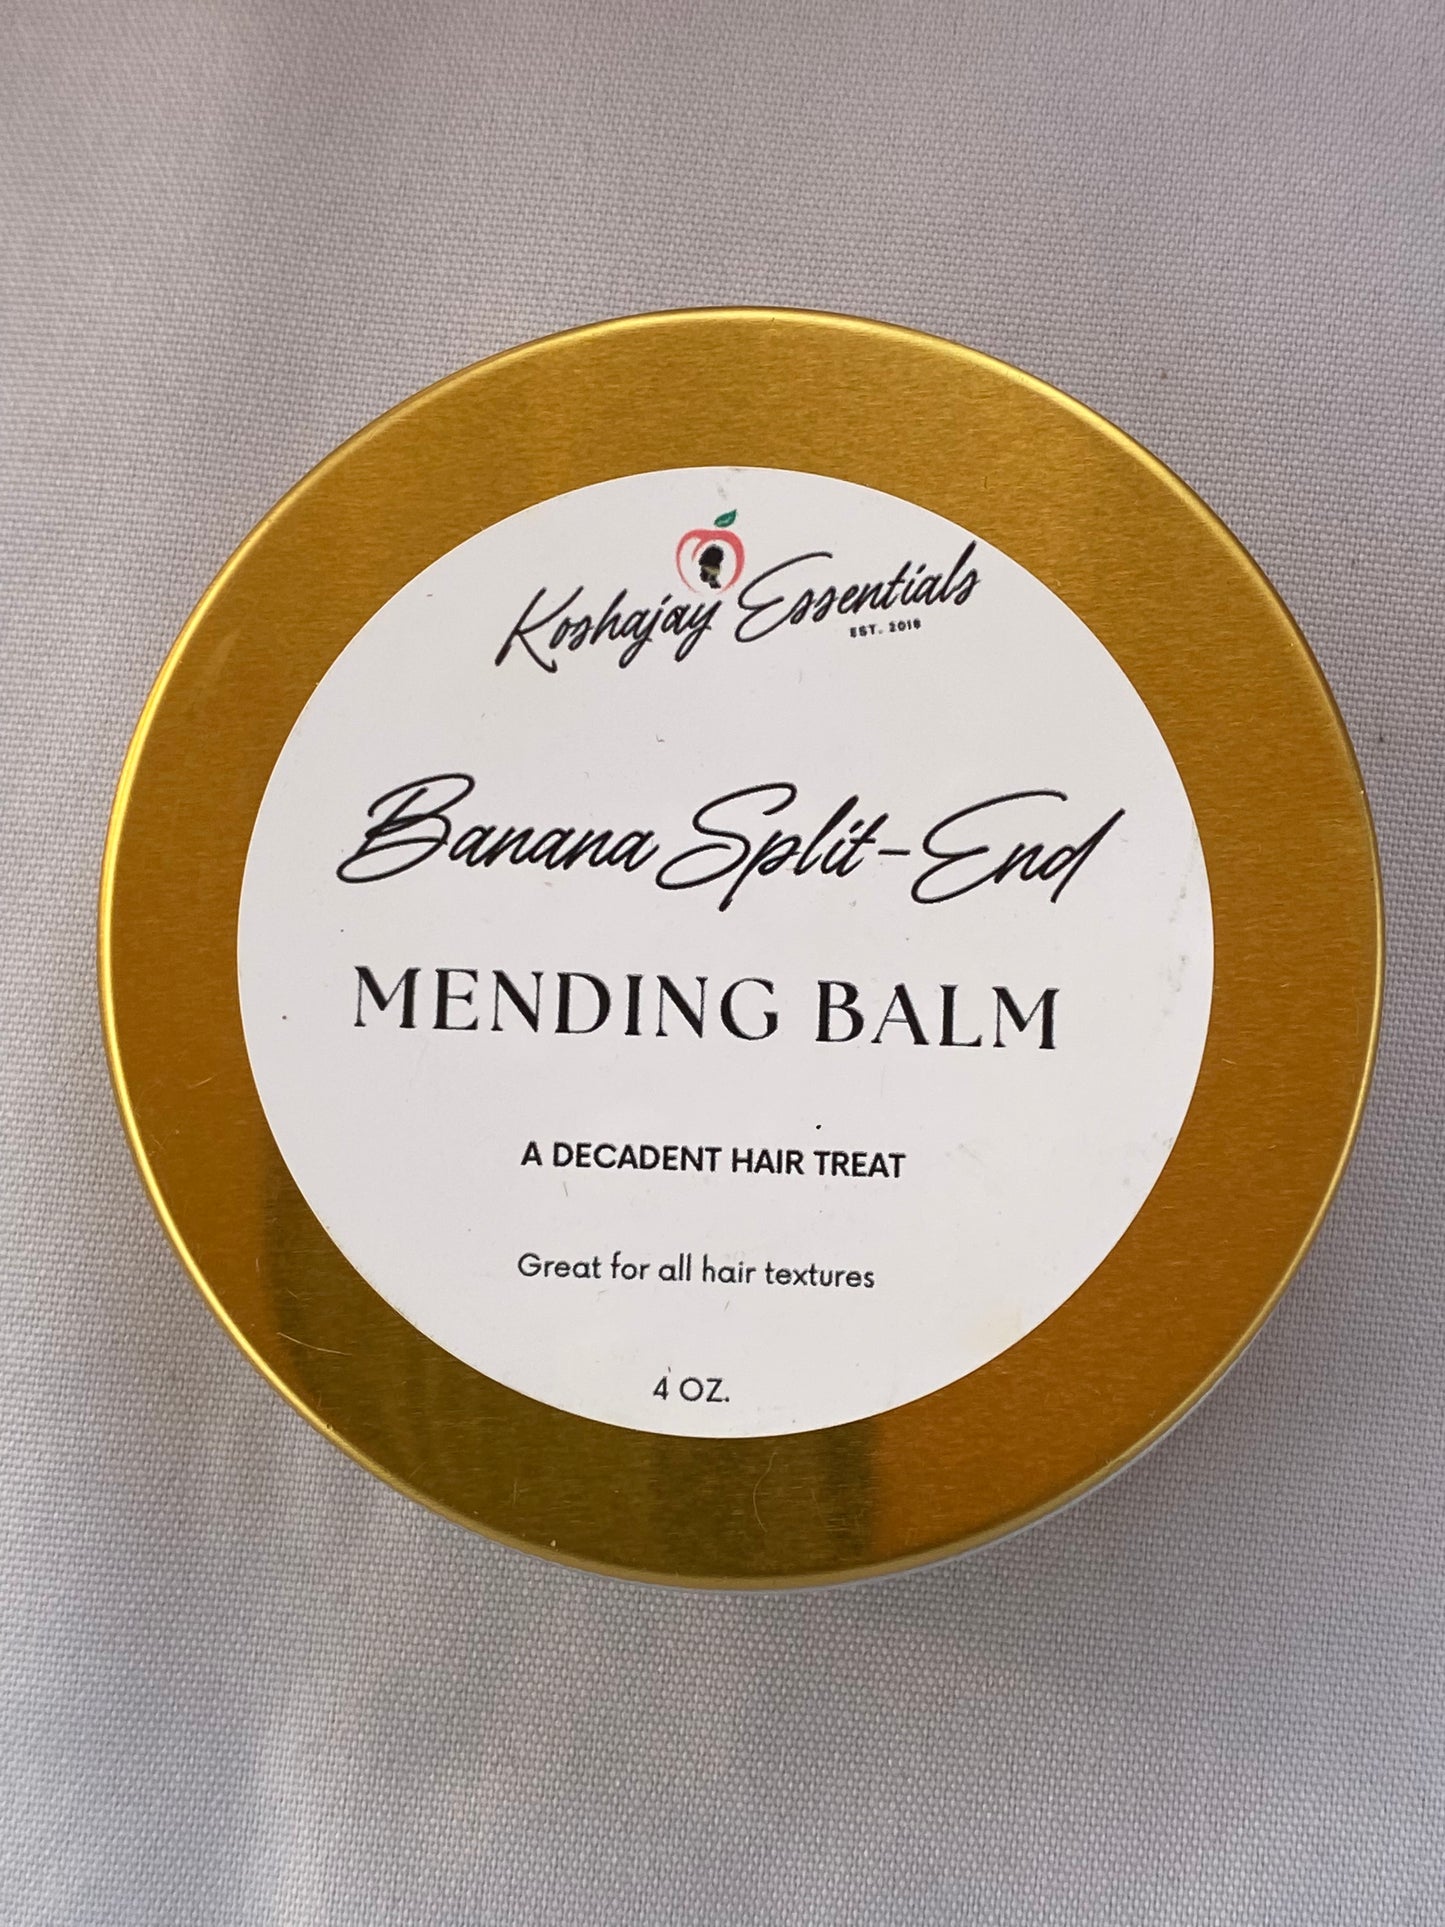 Koshajay Essentials
EST. 2018
Banana Split-End
MENDING BALM
A DECADENT HAIR TREAT
Great for all hair textures
4 OZ.